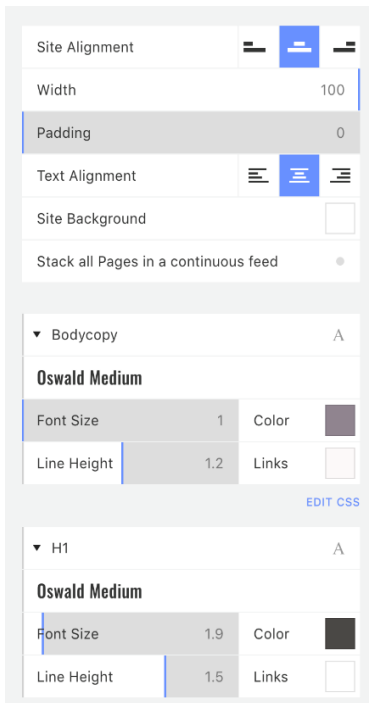 Site Alignment
Width 100
Padding 0
Text Alignment
Site Background
Stack all Pages in a continuous feed
Bodycopy A
Oswald Medium
Font Size 1 Color
Line Height 1.2 Links
EDIT CSS
H1 A
Oswald Medium
Font Size 1.9 Color
Line Height 1.5 Links